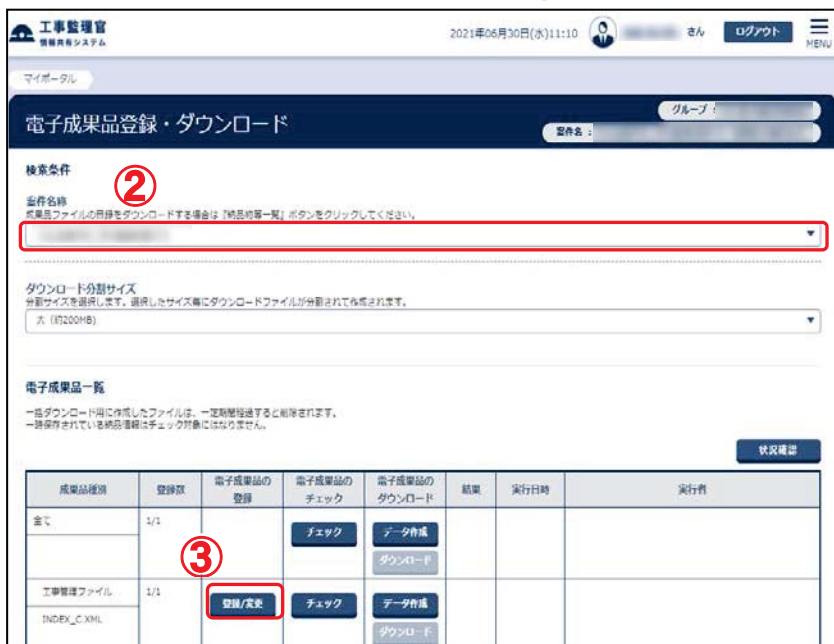 工事監理官
情報共有システム
2021年06月30日(水)11:10
さん
ログアウト
MENU
マイポータル
電子成果品登録・ダウンロード
グループ:
案件名:
検索条件
②
案件名称
成果品ファイルの目録をダウンロードする場合は『納品物等一覧』ボタンをクリックしてください。
ダウンロード分割サイズ
分割サイズを選択します。選択したサイズ毎にダウンロードファイルが分割されて作成されます。
大 (約200MB)
電子成果品一覧
一括ダウンロード用に作成したファイルは、一定期間経過すると削除されます。
一時保存されている納品情報はチェック対象にはなりません。
状況確認
成果品種別 登録数 電子成果品の登録 電子成果品のチェック 電子成果品のダウンロード 結果 実行日時 実行者
全て 1/1 チェック データ作成
ダウンロード
③
工事管理ファイル 1/1 登録/変更 チェック データ作成
INDEX_C.XML ダウンロード